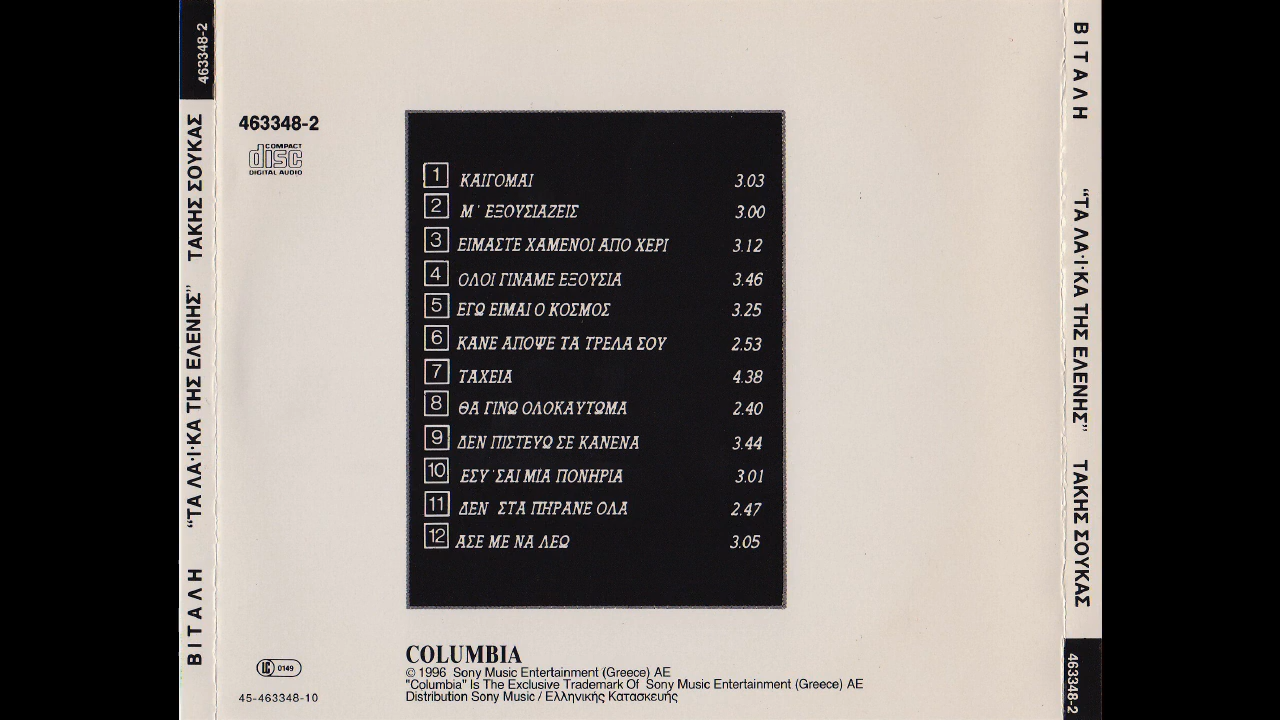 463348-2
ΒΙΤΑΛΗ "ΤΑ ΛΑ·Ι·ΚΑ ΤΗΣ ΕΛΕΝΗΣ" ΤΑΚΗΣ ΣΟΥΚΑΣ
463348-2
COMPACT
disc
DIGITAL AUDIO
1 ΚΑΙΓΟΜΑΙ 3.03
2 Μ' ΕΞΟΥΣΙΑΖΕΙΣ 3.00
3 ΕΙΜΑΣΤΕ ΧΑΜΕΝΟΙ ΑΠΟ ΧΕΡΙ 3.12
4 ΟΛΟΙ ΓΙΝΑΜΕ ΕΞΟΥΣΙΑ 3.46
5 ΕΓΩ ΕΙΜΑΙ Ο ΚΟΣΜΟΣ 3.25
6 ΚΑΝΕ ΑΠΟΨΕ ΤΑ ΤΡΕΛΑ ΣΟΥ 2.53
7 ΤΑΧΕΙΑ 4.38
8 ΘΑ ΓΙΝΩ ΟΛΟΚΑΥΤΩΜΑ 2.40
9 ΔΕΝ ΠΙΣΤΕΥΩ ΣΕ ΚΑΝΕΝΑ 3.44
10 ΕΣΥ 'ΣΑΙ ΜΙΑ ΠΟΝΗΡΙΑ 3.01
11 ΔΕΝ ΣΤΑ ΠΗΡΑΝΕ ΟΛΑ 2.47
12 ΑΣΕ ΜΕ ΝΑ ΛΕΩ 3.05
COLUMBIA
© 1996 Sony Music Entertainment (Greece) AE
"Columbia" Is The Exclusive Trademark Of Sony Music Entertainment (Greece) AE
Distribution Sony Music / Ελληνικής Κατασκευής
LC 0149
45-463348-10
ΒΙΤΑΛΗ "ΤΑ ΛΑ·Ι·ΚΑ ΤΗΣ ΕΛΕΝΗΣ" ΤΑΚΗΣ ΣΟΥΚΑΣ
463348-2